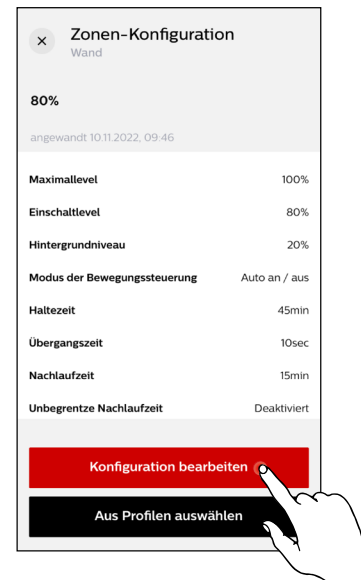 Zonen-Konfiguration
Wand
80%
angewandt 10.11.2022, 09:46
Maximallevel 100%
Einschaltlevel 80%
Hintergrundniveau 20%
Modus der Bewegungssteuerung Auto an / aus
Haltezeit 45min
Übergangszeit 10sec
Nachlaufzeit 15min
Unbegrentze Nachlaufzeit Deaktiviert
Konfiguration bearbeiten
Aus Profilen auswählen